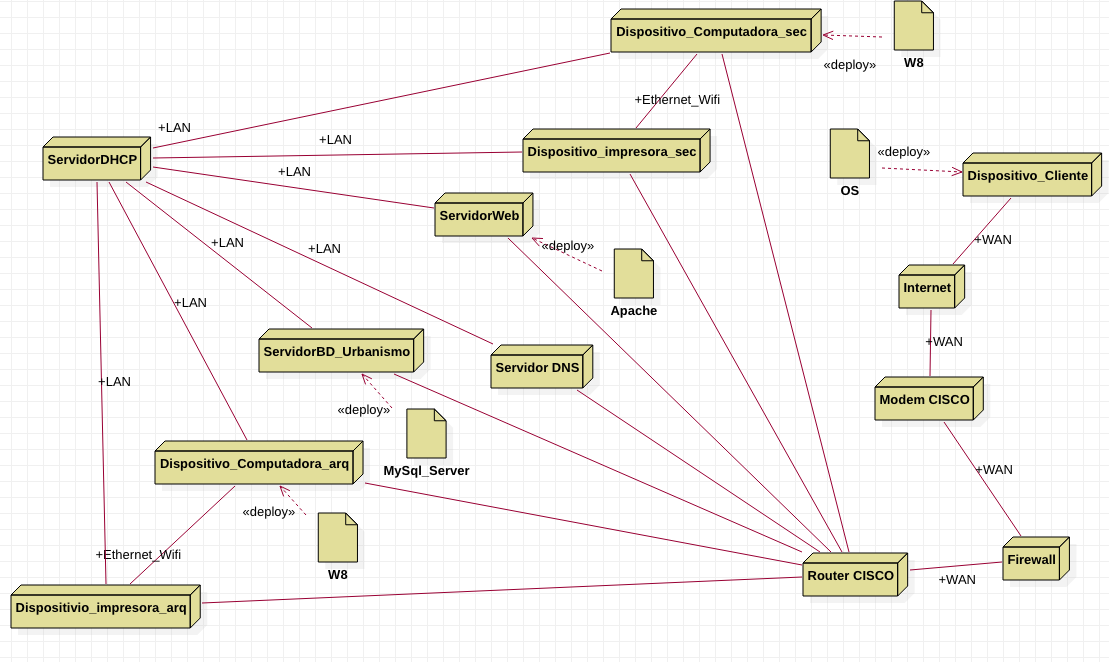 Dispositivo_Computadora_sec
W8
«deploy»
+Ethernet_Wifi
+LAN
+LAN
ServidorDHCP
Dispositivo_impresora_sec
«deploy»
OS
Dispositivo_Cliente
+LAN
ServidorWeb
«deploy»
+LAN
+LAN
+WAN
Internet
Apache
+LAN
+WAN
ServidorBD_Urbanismo
Servidor DNS
+LAN
«deploy»
Modem CISCO
MySql_Server
Dispositivo_Computadora_arq
+WAN
«deploy»
W8
+Ethernet_Wifi
Router CISCO
Firewall
+WAN
Dispositivio_impresora_arq